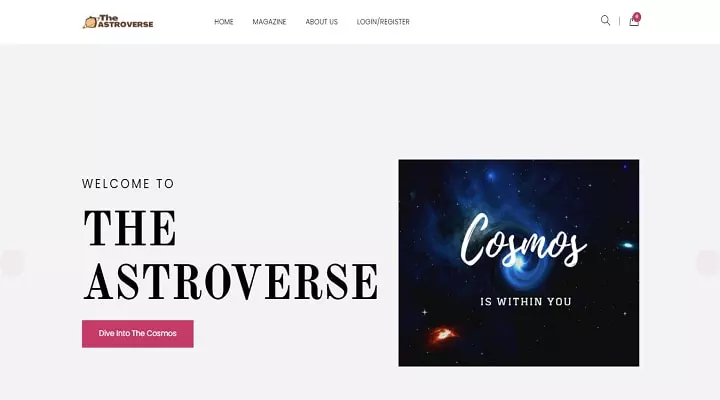 The
ASTROVERSE
HOME MAGAZINE ABOUT US LOGIN/REGISTER
WELCOME TO
THE
ASTROVERSE
Dive Into The Cosmos
Cosmos
IS WITHIN YOU